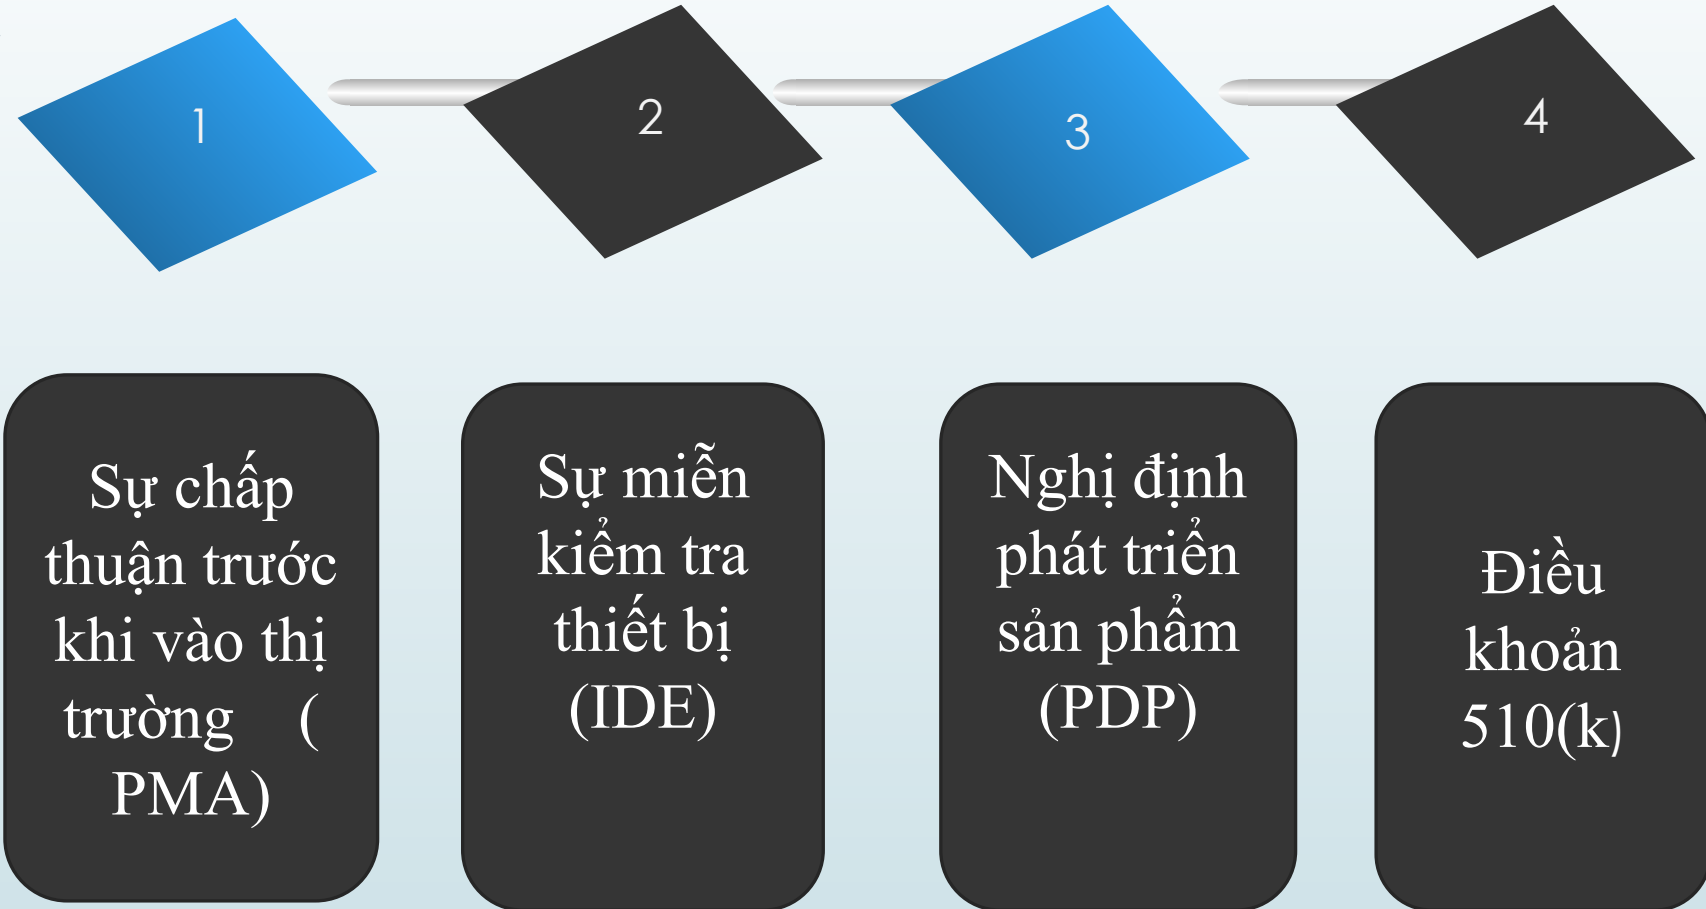 1
2
3
4
Sự chấp
thuận trước
khi vào thị
trường (
PMA)
Sự miễn
kiểm tra
thiết bị
(IDE)
Nghị định
phát triển
sản phẩm
(PDP)
Điều
khoản
510(k)